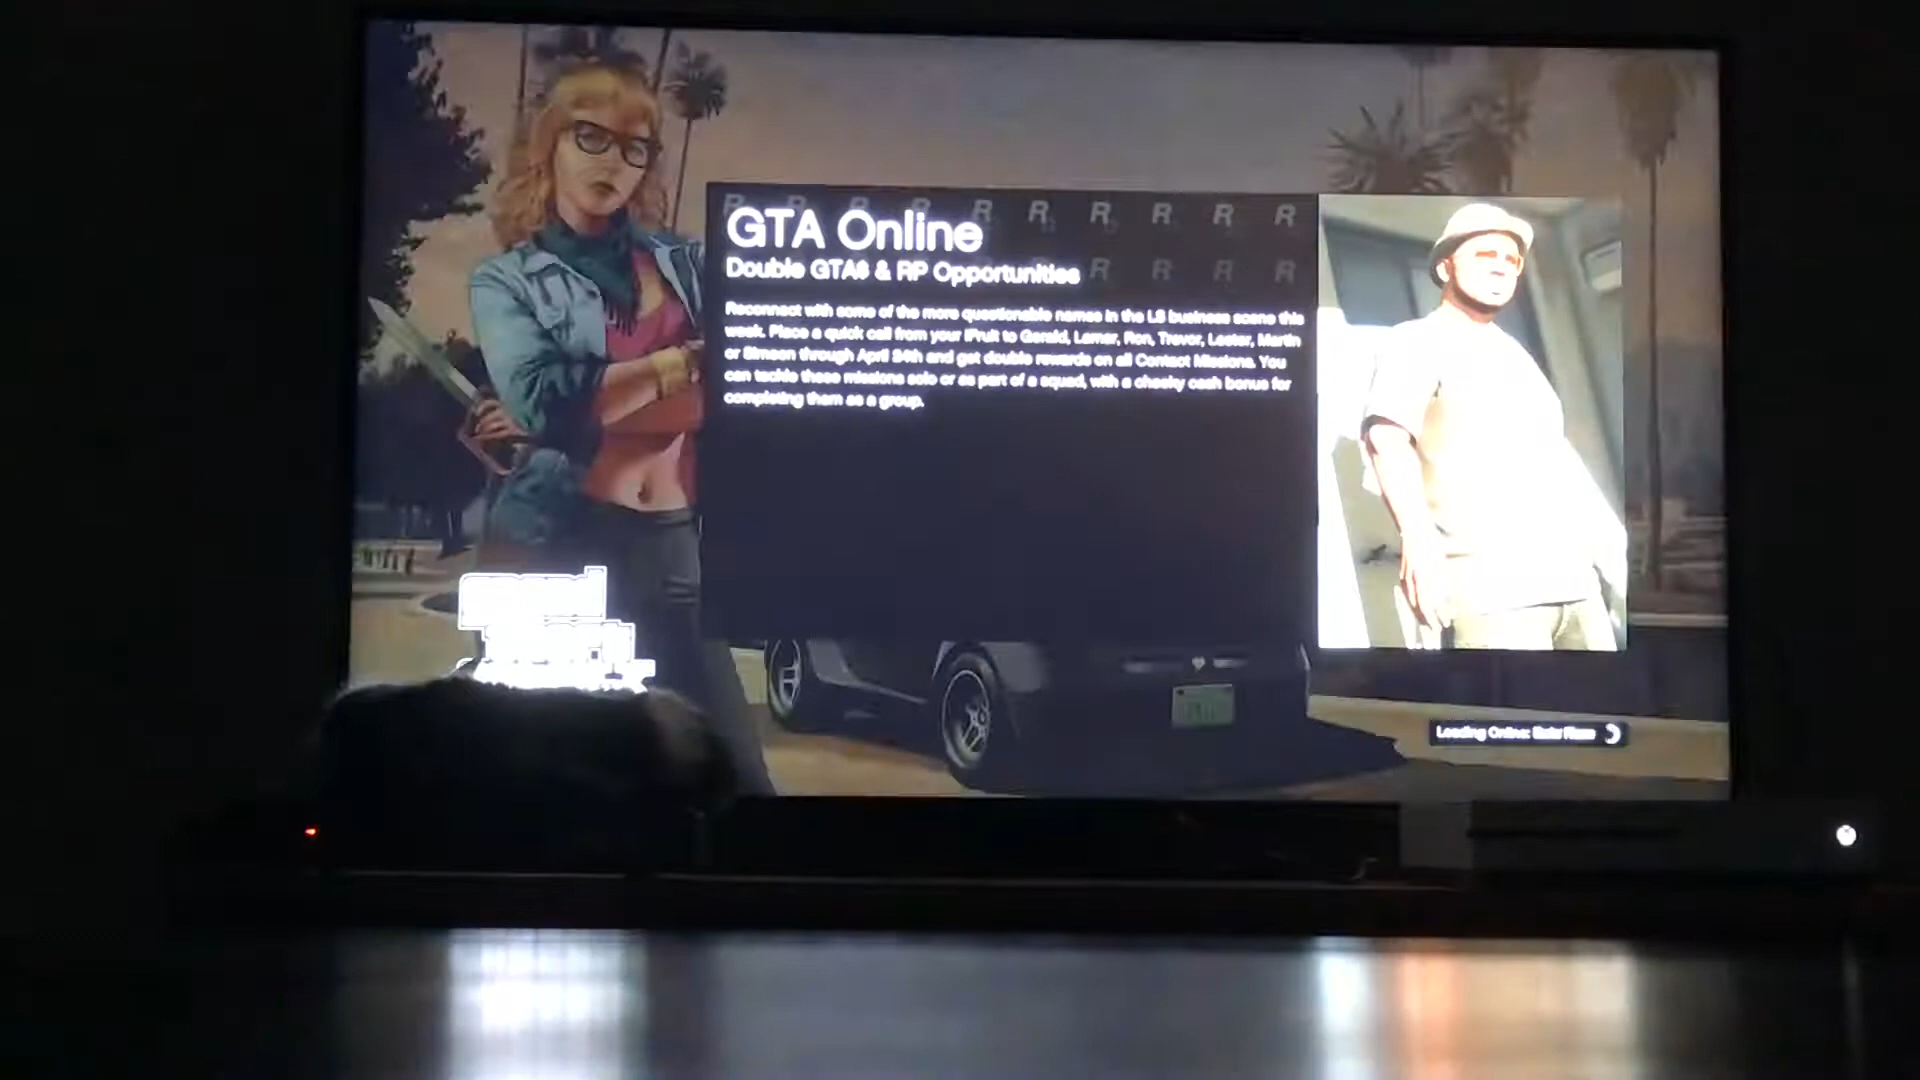 GTA Online
Double GTA$ & RP Opportunities
Reconnect with some of the more questionable names in the LS business scene this
week. Place a quick call from your iFruit to Gerald, Lamar, Ron, Trevor, Lester, Martin
or Simeon through April 24th and get double rewards on all Contact Missions. You
can tackle these missions solo or as part of a squad, with a cheeky cash bonus for
completing them as a group.
Loading Online: